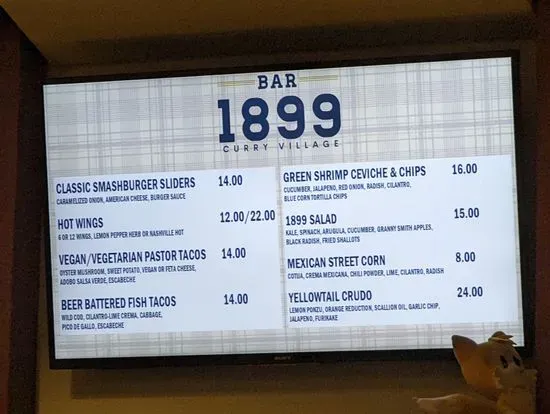 BAR
1899
CURRY VILLAGE
CLASSIC SMASHBURGER SLIDERS 14.00
CARAMELIZED ONION, AMERICAN CHEESE, BURGER SAUCE
HOT WINGS 12.00/22.00
6 OR 12 WINGS, LEMON PEPPER HERB OR NASHVILLE HOT
VEGAN/VEGETARIAN PASTOR TACOS 14.00
OYSTER MUSHROOM, SWEET POTATO, VEGAN OR FETA CHEESE,
ADOBO SALSA VERDE, ESCABECHE
BEER BATTERED FISH TACOS 14.00
WILD COD, CILANTRO-LIME CREMA, CABBAGE,
PICO DE GALLO, ESCABECHE
GREEN SHRIMP CEVICHE & CHIPS 16.00
CUCUMBER, JALAPENO, RED ONION, RADISH, CILANTRO,
BLUE CORN TORTILLA CHIPS
1899 SALAD 15.00
KALE, SPINACH, ARUGULA, CUCUMBER, GRANNY SMITH APPLES,
BLACK RADISH, FRIED SHALLOTS
MEXICAN STREET CORN 8.00
COTIJA, CREMA MEXICANA, CHILI POWDER, LIME, CILANTRO, RADISH
YELLOWTAIL CRUDO 24.00
LEMON PONZU, ORANGE REDUCTION, SCALLION OIL, GARLIC CHIP,
JALAPENO, FURIKAKE
SONY